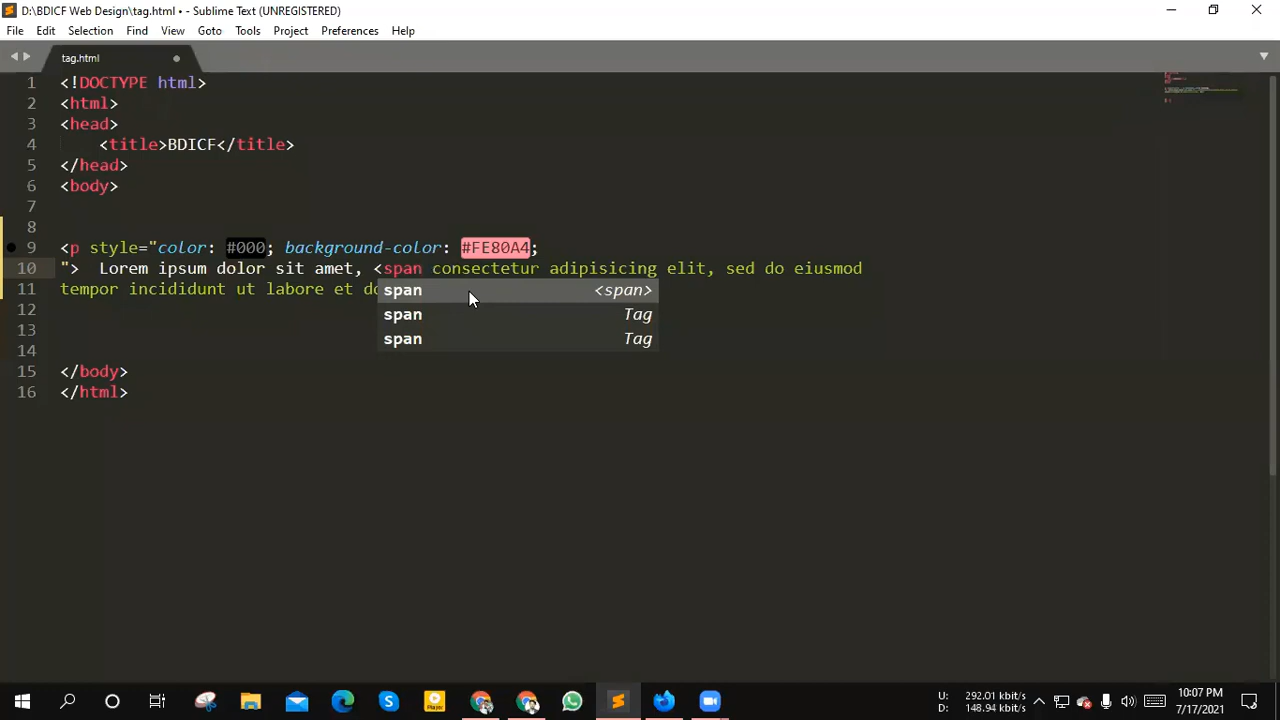 D:\BDICF Web Design\tag.html • - Sublime Text (UNREGISTERED)
File Edit Selection Find View Goto Tools Project Preferences Help
tag.html
1 <!DOCTYPE html>
2 <html>
3 <head>
4 <title>BDICF</title>
5 </head>
6 <body>
7
8
9 <p style="color: #000; background-color: #FE80A4;
10 "> Lorem ipsum dolor sit amet, <span consectetur adipisicing elit, sed do eiusmod
11 tempor incididunt ut labore et do
span <span>
span Tag
span Tag
12
13
14
15 </body>
16 </html>
Player
U: 292.01 kbit/s
D: 148.94 kbit/s
10:07 PM
7/17/2021